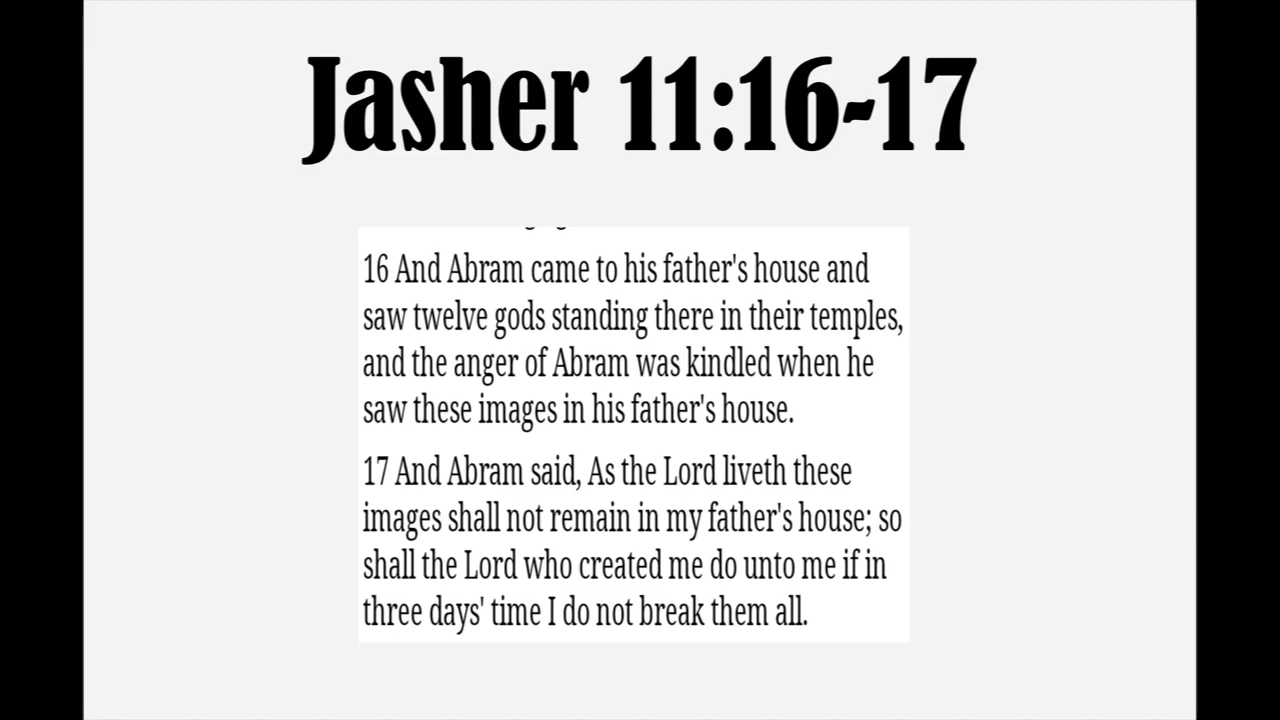 Jasher 11:16-17
16 And Abram came to his father's house and
saw twelve gods standing there in their temples,
and the anger of Abram was kindled when he
saw these images in his father's house.
17 And Abram said, As the Lord liveth these
images shall not remain in my father's house; so
shall the Lord who created me do unto me if in
three days' time I do not break them all.